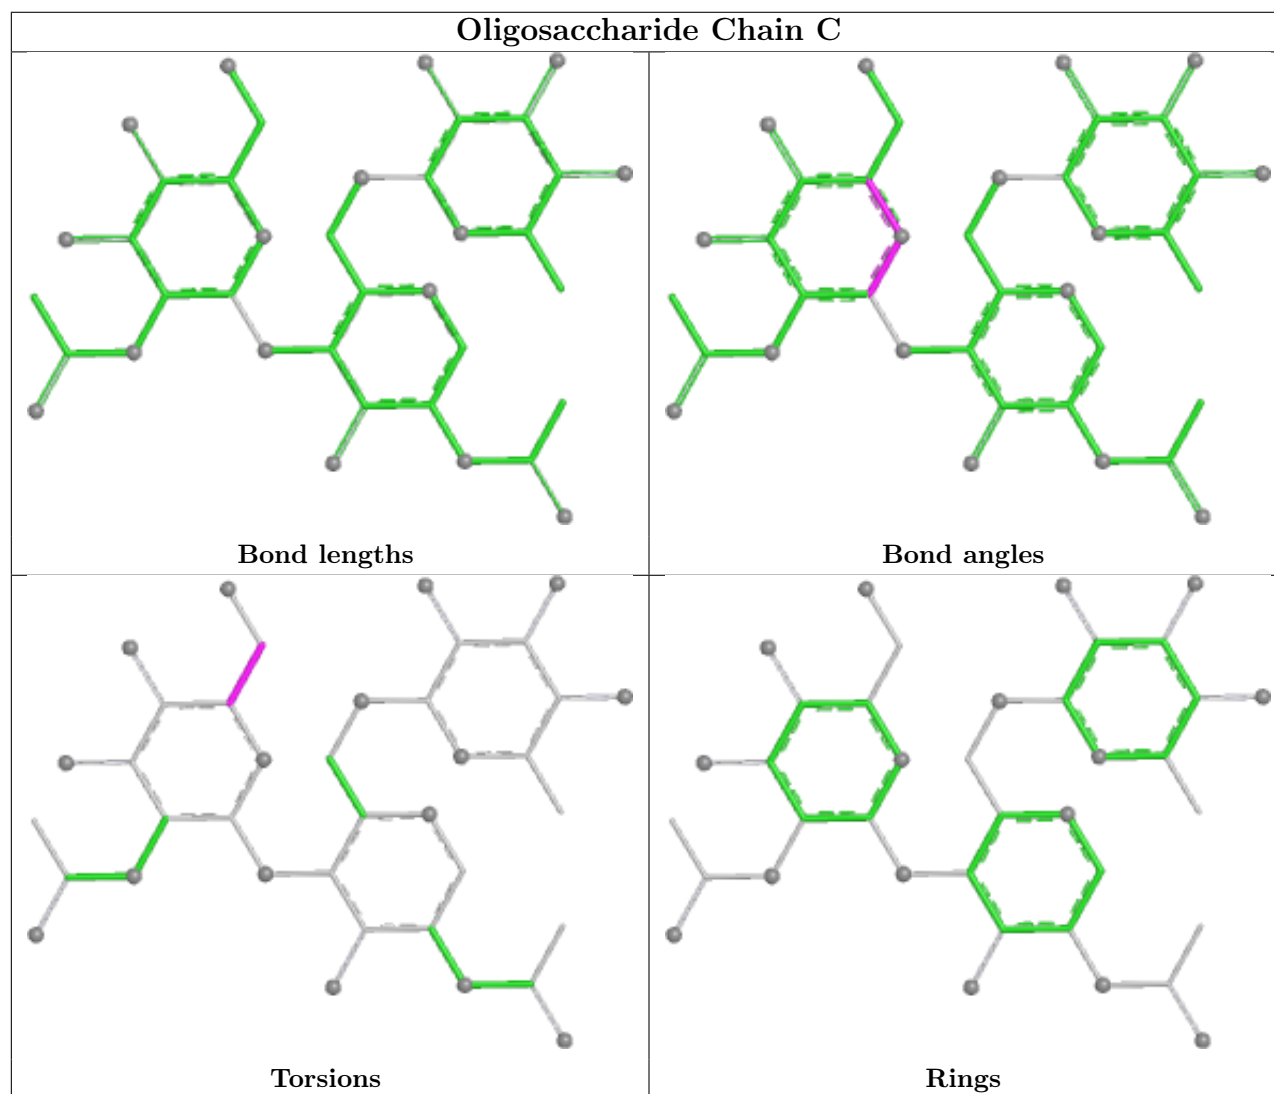 Oligosaccharide Chain C
Bond lengths
Bond angles
Torsions
Rings